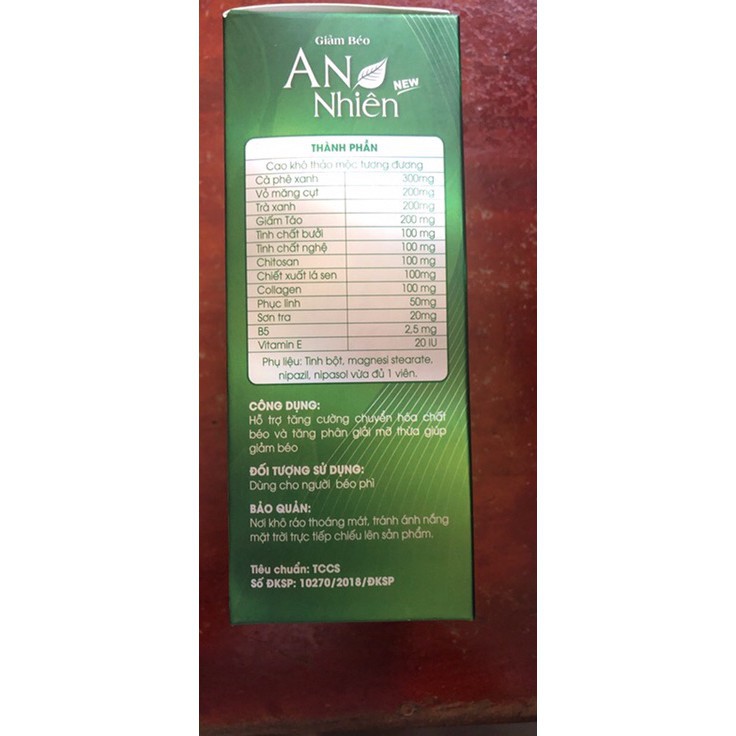 Giảm Béo
AN
Nhiên
NEW
THÀNH PHẦN
Cao khô thảo mộc tương đương
Cà phê xanh 300mg
Vỏ măng cụt 200mg
Trà xanh 200mg
Giấm Táo 200 mg
Tinh chất bưởi 100 mg
Tinh chất nghệ 100 mg
Chitosan 100 mg
Chiết xuất lá sen 100mg
Collagen 100 mg
Phục linh 50mg
Sơn tra 20mg
B5 2,5 mg
Vitamin E 20 IU
Phụ liệu: Tinh bột, magnesi stearate,
nipazil, nipasol vừa đủ 1 viên.
CÔNG DỤNG:
Hỗ trợ tăng cường chuyển hóa chất
béo và tăng phân giải mỡ thừa giúp
giảm béo
ĐỐI TƯỢNG SỬ DỤNG:
Dùng cho người béo phì
BẢO QUẢN:
Nơi khô ráo thoáng mát, tránh ánh nắng
mặt trời trực tiếp chiếu lên sản phẩm.
Tiêu chuẩn: TCCS
Số ĐKSP: 10270/2018/ĐKSP